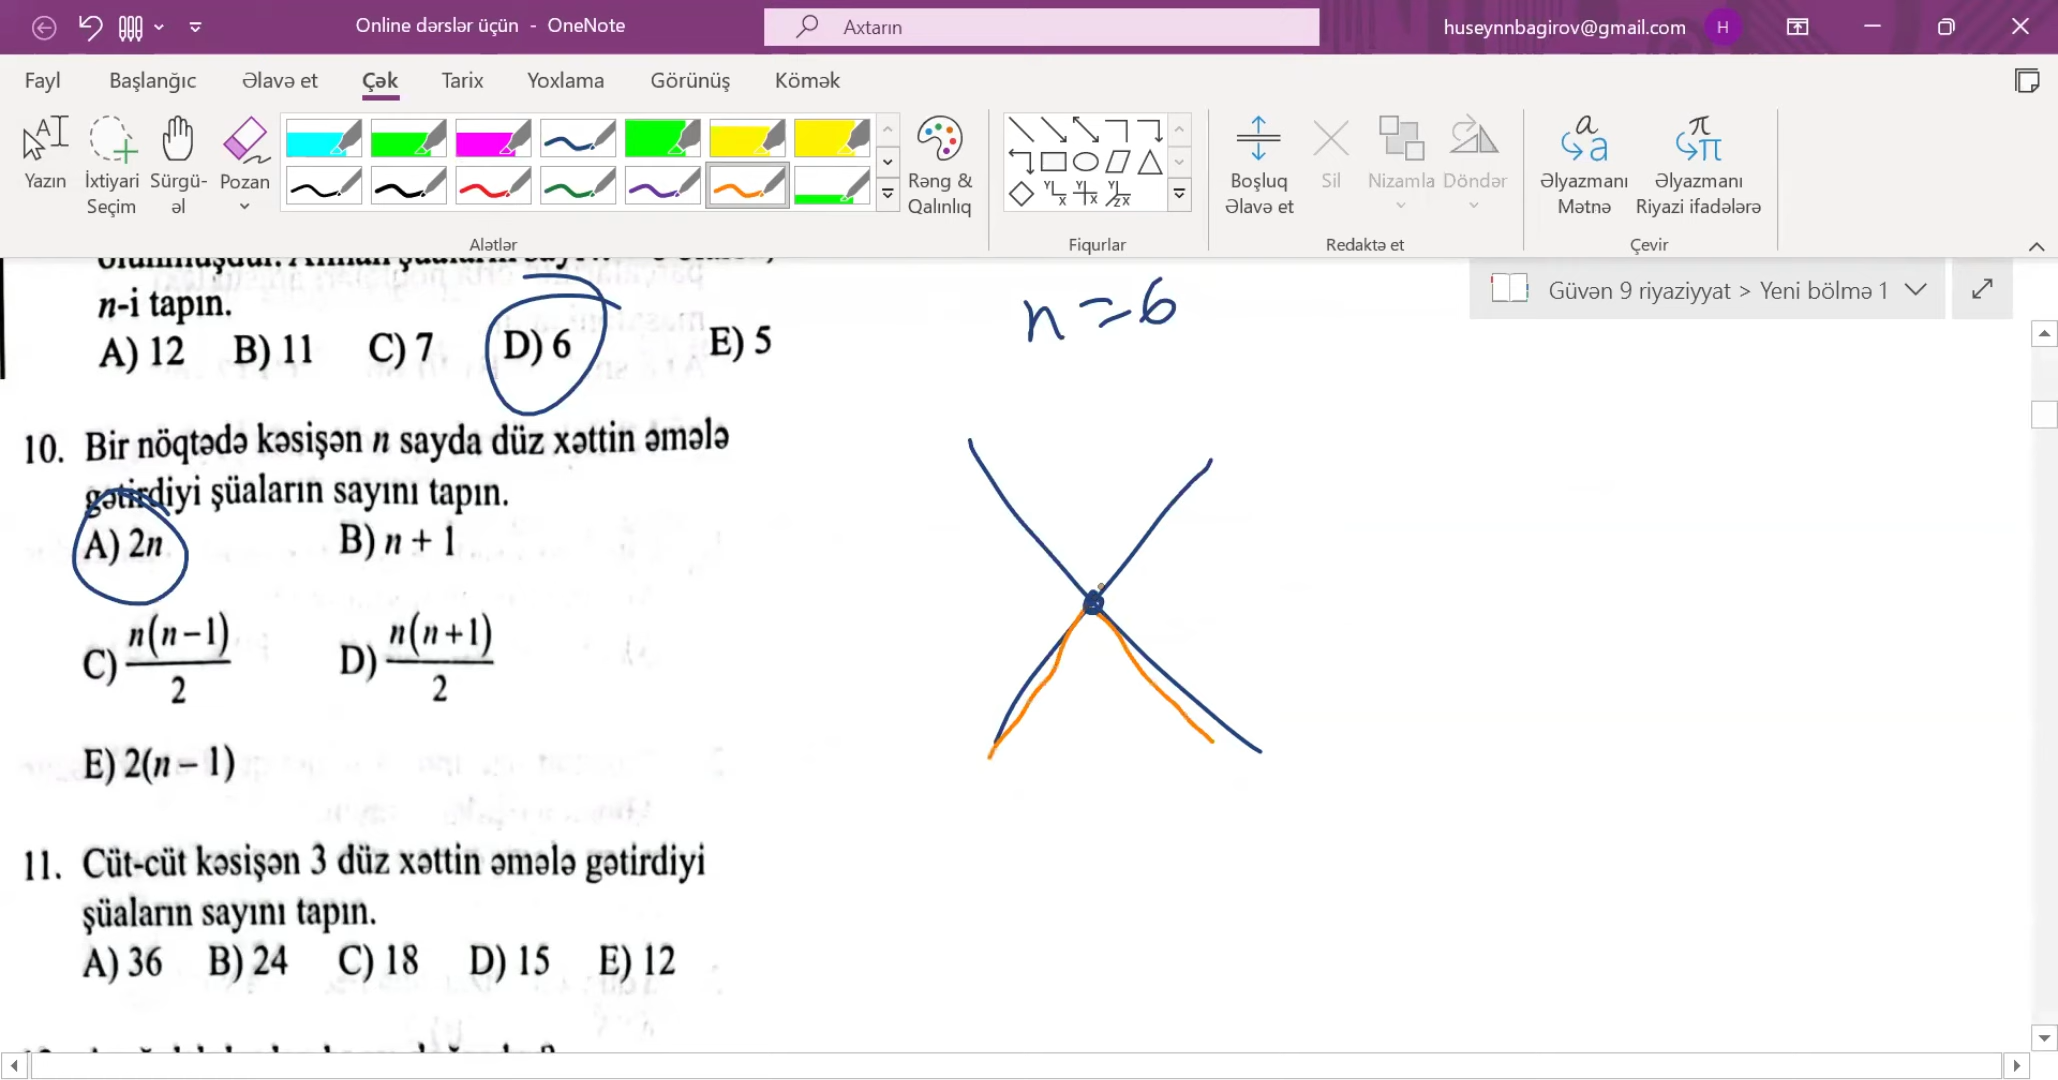 Online dərslər üçün - OneNote
Axtarın
huseynnbagirov@gmail.com
H
Fayl Başlanğıc Əlavə et Çək Tarix Yoxlama Görünüş Kömək
Yazın
İxtiyari Seçim
Sürgü-əl
Pozan
Rəng & Qalınlıq
Boşluq Əlavə et
Sil
Nizamla
Döndər
Əlyazmanı Mətnə
Əlyazmanı Riyazi ifadələrə
Alətlər
Fiqurlar
Redaktə et
Çevir
Güvən 9 riyaziyyat > Yeni bölmə 1
n-i tapın.
A) 12 B) 11 C) 7 D) 6 E) 5
n = 6
10. Bir nöqtədə kəsişən n sayda düz xəttin əmələ
gətirdiyi şüaların sayını tapın.
A) 2n B) n + 1
C) n(n−1)/2 D) n(n+1)/2
E) 2(n − 1)
11. Cüt-cüt kəsişən 3 düz xəttin əmələ gətirdiyi
şüaların sayını tapın.
A) 36 B) 24 C) 18 D) 15 E) 12